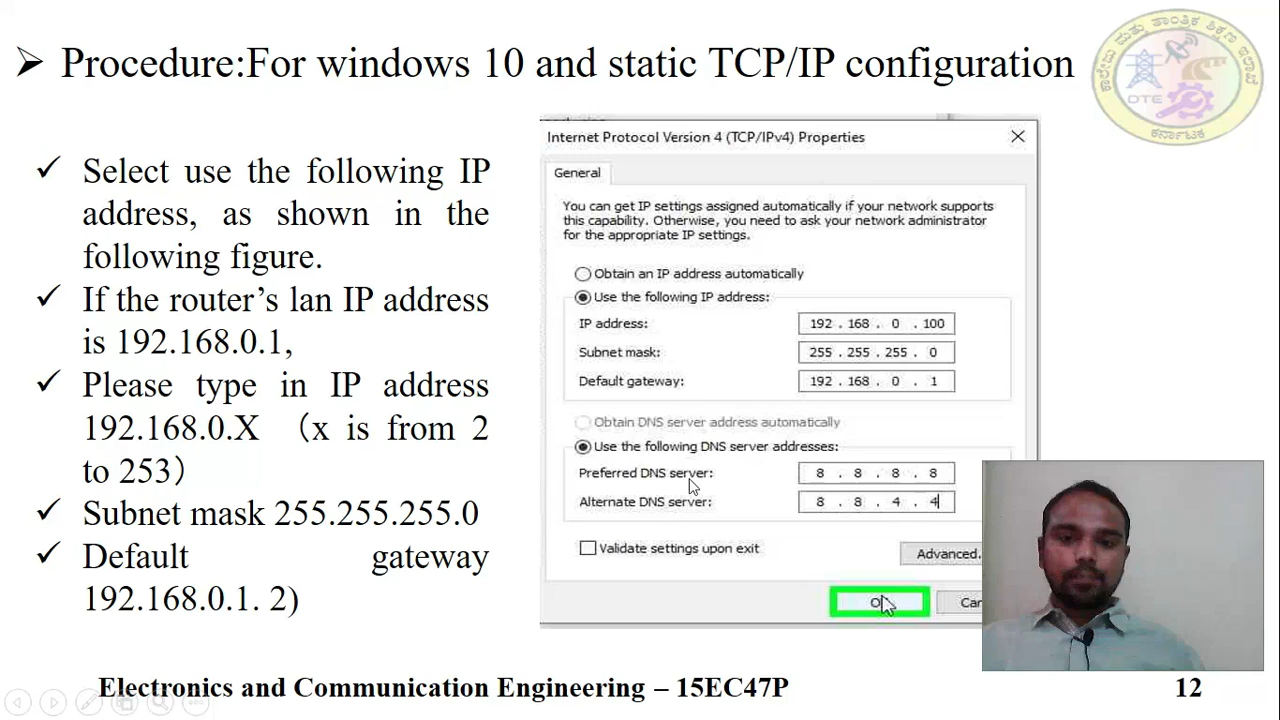 ➢ Procedure:For windows 10 and static TCP/IP configuration
ಕಾಲೇಜು ಮತ್ತು ತಾಂತ್ರಿಕ ಶಿಕ್ಷಣ ಇಲಾಖೆ
DTE
ಕರ್ನಾಟಕ
✓ Select use the following IP
address, as shown in the
following figure.
✓ If the router’s lan IP address
is 192.168.0.1,
✓ Please type in IP address
192.168.0.X （x is from 2
to 253）
✓ Subnet mask 255.255.255.0
✓ Default gateway
192.168.0.1. 2)
Internet Protocol Version 4 (TCP/IPv4) Properties
General
You can get IP settings assigned automatically if your network supports
this capability. Otherwise, you need to ask your network administrator
for the appropriate IP settings.
Obtain an IP address automatically
Use the following IP address:
IP address: 192 . 168 . 0 . 100
Subnet mask: 255 . 255 . 255 . 0
Default gateway: 192 . 168 . 0 . 1
Obtain DNS server address automatically
Use the following DNS server addresses:
Preferred DNS server: 8 . 8 . 8 . 8
Alternate DNS server: 8 . 8 . 4 . 4
Validate settings upon exit
Advanced.
Electronics and Communication Engineering – 15EC47P
12